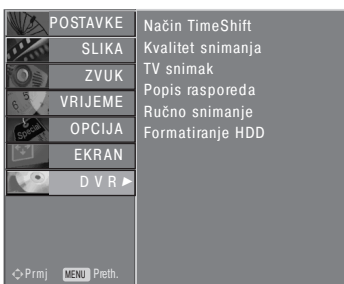 POSTAVKE
SLIKA
ZVUK
VRIJEME
OPCIJA
EKRAN
DVR
Način TimeShift
Kvalitet snimanja
TV snimak
Popis rasporeda
Ručno snimanje
Formatiranje HDD
Prmj MENU Preth.